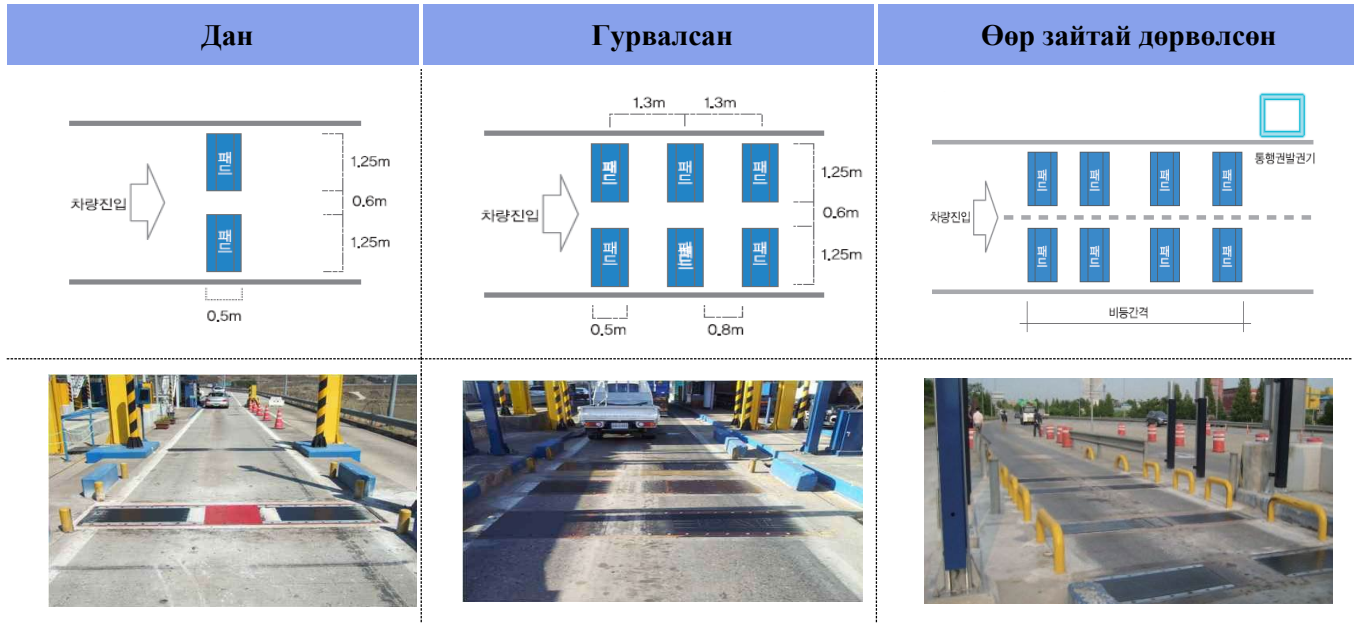 Дан
Гурвалсан
Өөр зайтай дөрвөлсөн
차량진입
패드
패드
1.25m
0.6m
1.25m
0.5m
1.3m
1.3m
차량진입
패드
패드
패드
패드
패드
패드
1.25m
0.6m
1.25m
0.5m
0.8m
통행권발권기
차량진입
패드
패드
패드
패드
패드
패드
패드
패드
비등간격